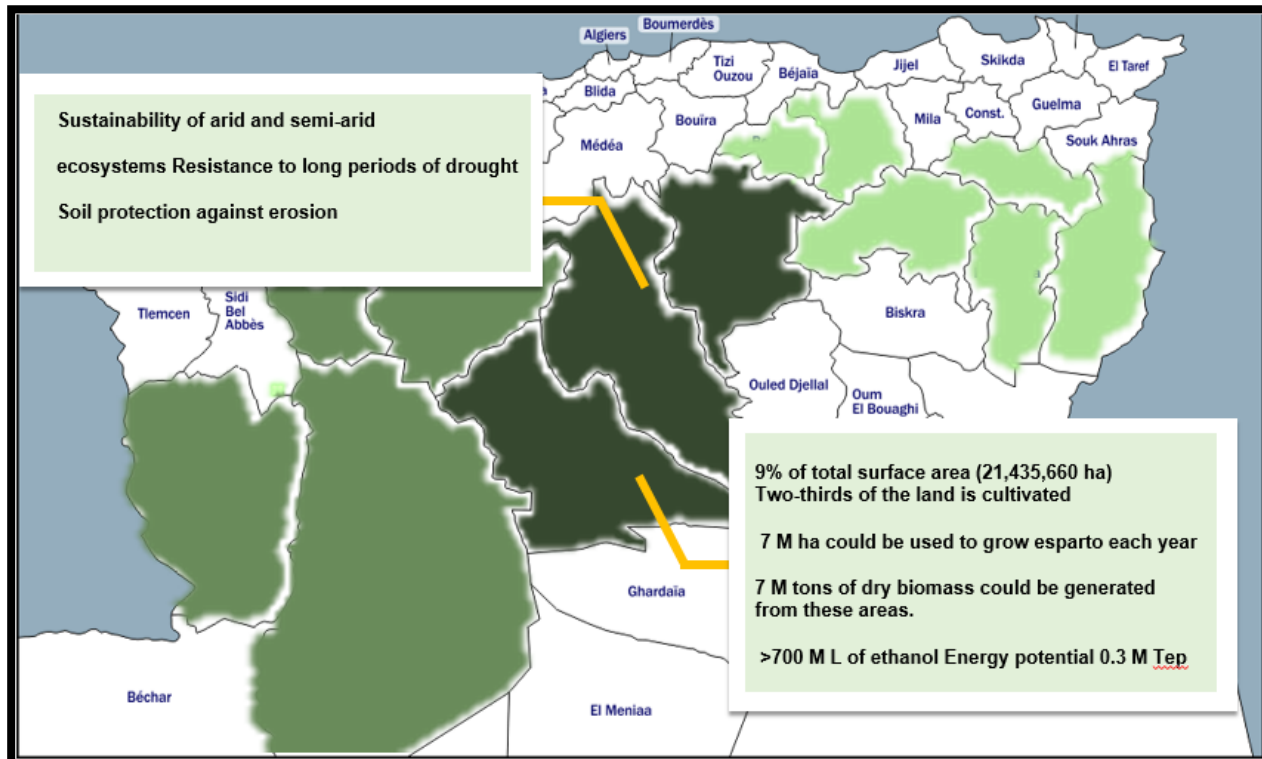 Algiers
Boumerdès
Tizi
Ouzou
Béjaïa
Jijel
Skikda
El Taref
Blida
Médéa
Bouïra
Mila
Const.
Guelma
Souk Ahras
Sustainability of arid and semi-arid
ecosystems Resistance to long periods of drought
Soil protection against erosion
Tlemcen
Sidi
Bel
Abbès
Biskra
Ouled Djellal
Oum
El Bouaghi
9% of total surface area (21,435,660 ha)
Two-thirds of the land is cultivated
7 M ha could be used to grow esparto each year
7 M tons of dry biomass could be generated
from these areas.
>700 M L of ethanol Energy potential 0.3 M Tep
Ghardaïa
Béchar
El Meniaa